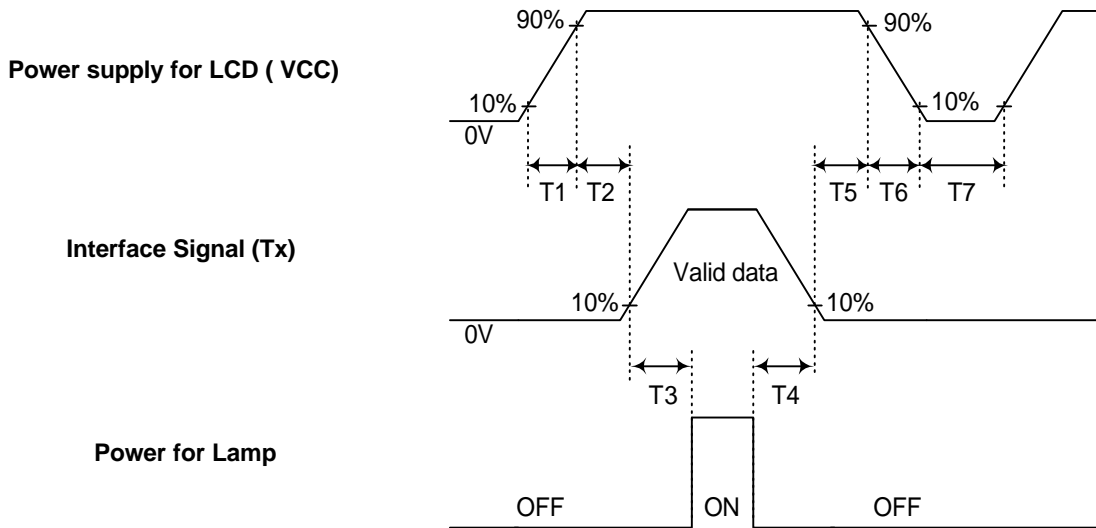 90%
90%
Power supply for LCD ( VCC)
10%
10%
0V
T1 T2 T5 T6 T7
Interface Signal (Tx)
Valid data
10%
10%
0V
T3 T4
Power for Lamp
OFF ON OFF